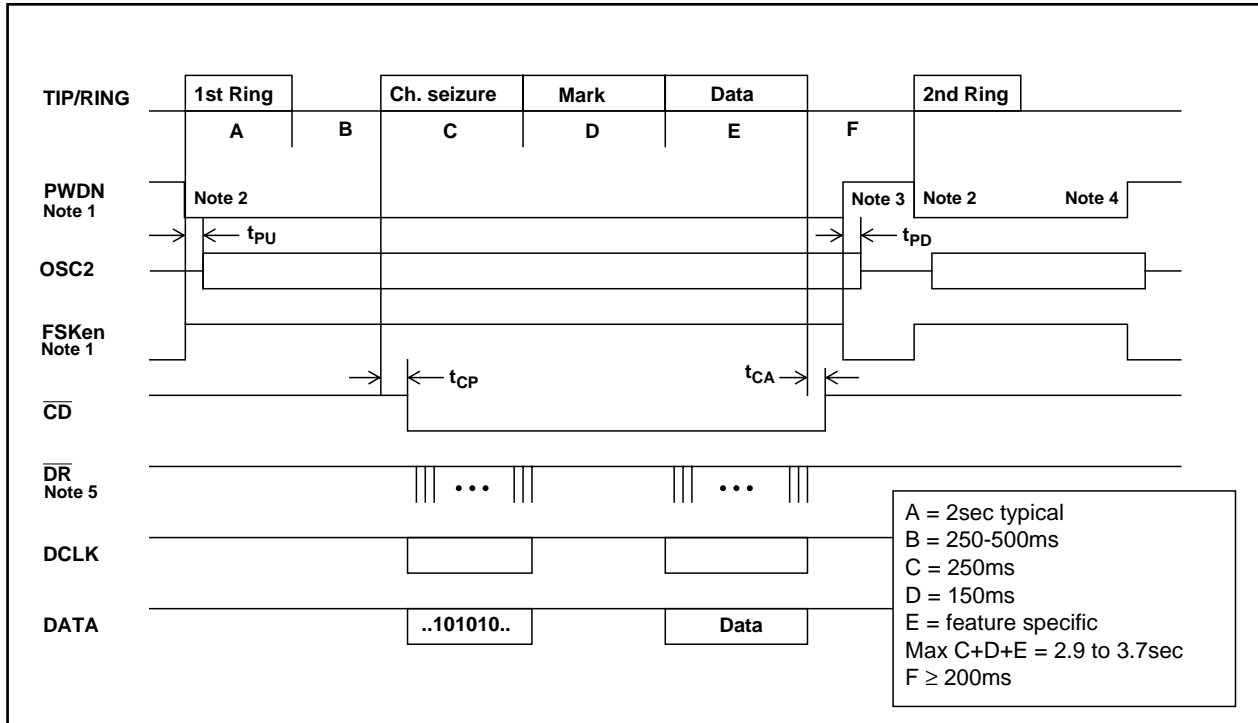 TIP/RING 1st Ring Ch. seizure Mark Data 2nd Ring
A B C D E F
PWDN Note 2 Note 3 Note 2 Note 4
Note 1
tPU tPD
OSC2
FSKen
Note 1
tCP tCA
CD
DR • • • • • •
Note 5
DCLK
DATA ..101010.. Data
A = 2sec typical
B = 250-500ms
C = 250ms
D = 150ms
E = feature specific
Max C+D+E = 2.9 to 3.7sec
F ≥ 200ms